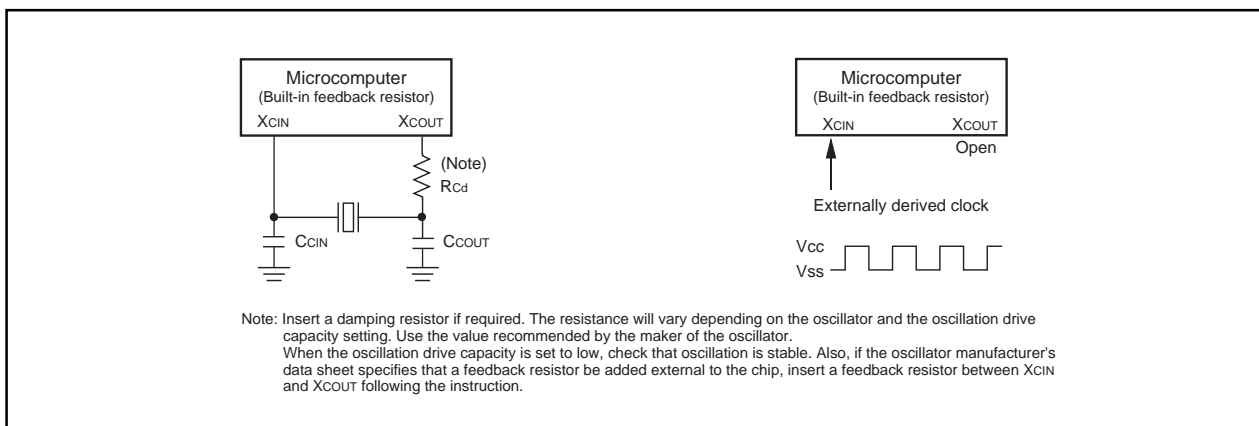 Microcomputer
(Built-in feedback resistor)
XCIN XCOUT
(Note)
RCd
CCIN CCOUT
Microcomputer
(Built-in feedback resistor)
XCIN XCOUT
Open
Externally derived clock
Vcc
Vss
Note: Insert a damping resistor if required. The resistance will vary depending on the oscillator and the oscillation drive
capacity setting. Use the value recommended by the maker of the oscillator.
When the oscillation drive capacity is set to low, check that oscillation is stable. Also, if the oscillator manufacturer's
data sheet specifies that a feedback resistor be added external to the chip, insert a feedback resistor between XCIN
and XCOUT following the instruction.